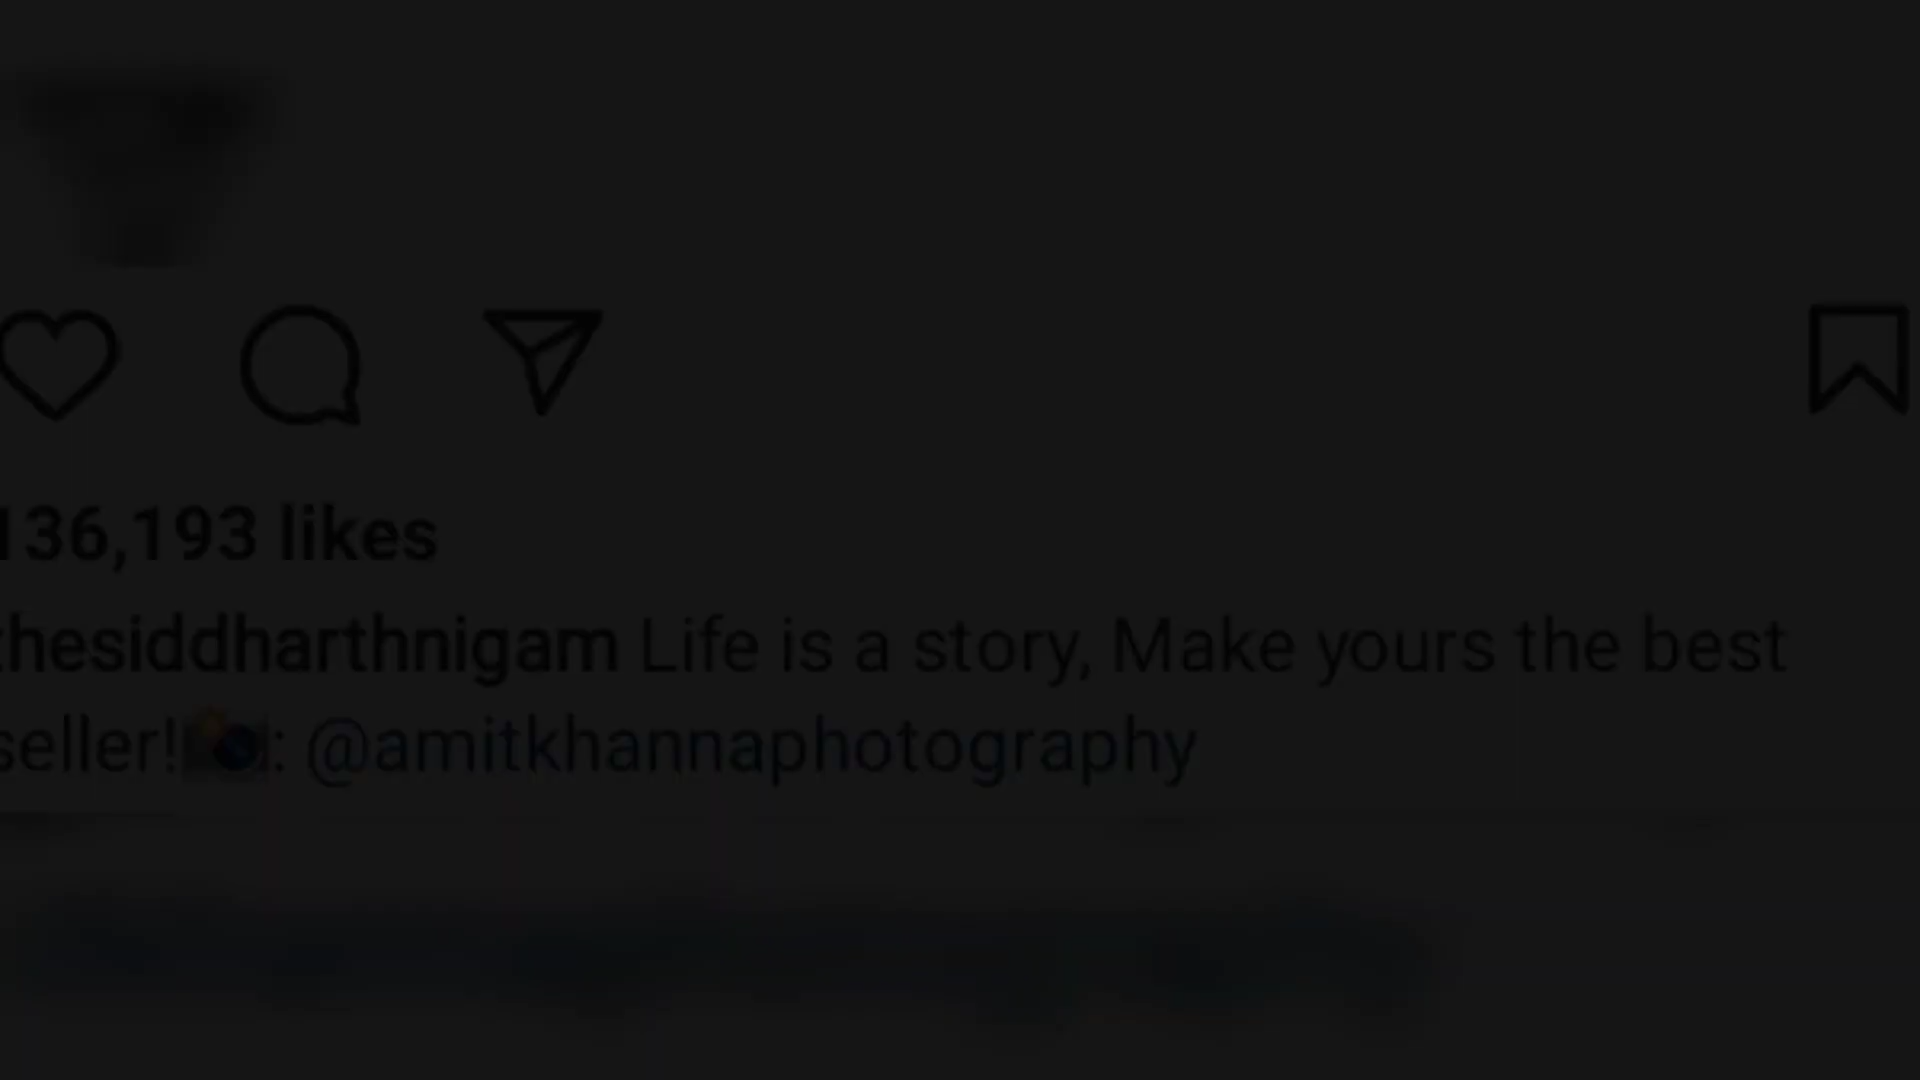 136,193 likes
thesiddharthnigam Life is a story, Make yours the best
seller!📸: @amitkhannaphotography